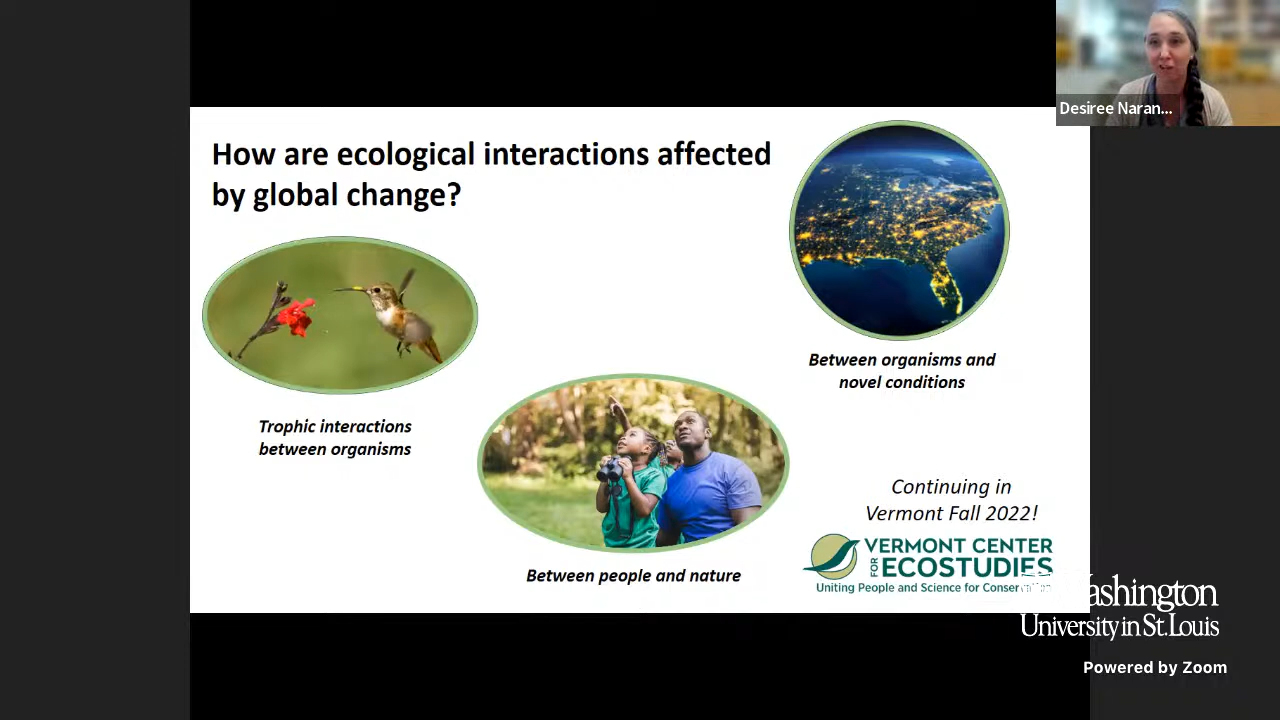 How are ecological interactions affected
by global change?
Desiree Naran...
Trophic interactions
between organisms
Between organisms and
novel conditions
Between people and nature
Continuing in
Vermont Fall 2022!
VERMONT CENTER
FOR ECOSTUDIES
Uniting People and Science for
Washington
University in St. Louis
Powered by Zoom